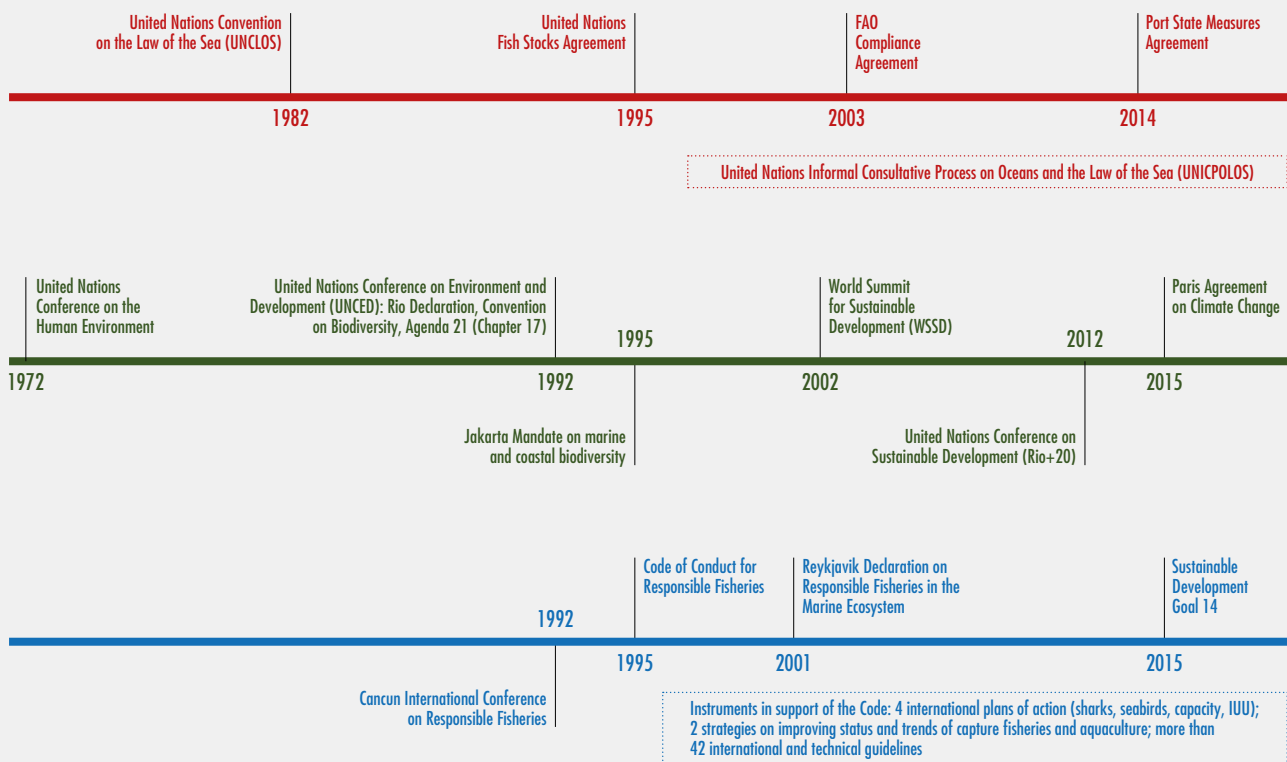 United Nations Convention
on the Law of the Sea (UNCLOS)
United Nations
Fish Stocks Agreement
FAO
Compliance
Agreement
Port State Measures
Agreement
1982
1995
2003
2014
United Nations Informal Consultative Process on Oceans and the Law of the Sea (UNICPOLOS)
United Nations
Conference on the
Human Environment
United Nations Conference on Environment and
Development (UNCED): Rio Declaration, Convention
on Biodiversity, Agenda 21 (Chapter 17)
1995
World Summit
for Sustainable
Development (WSSD)
2012
Paris Agreement
on Climate Change
1972
1992
2002
2015
Jakarta Mandate on marine
and coastal biodiversity
United Nations Conference on
Sustainable Development (Rio+20)
1992
Code of Conduct for
Responsible Fisheries
Reykjavik Declaration on
Responsible Fisheries in the
Marine Ecosystem
Sustainable
Development
Goal 14
1995
2001
2015
Cancun International Conference
on Responsible Fisheries
Instruments in support of the Code: 4 international plans of action (sharks, seabirds, capacity, IUU);
2 strategies on improving status and trends of capture fisheries and aquaculture; more than
42 international and technical guidelines